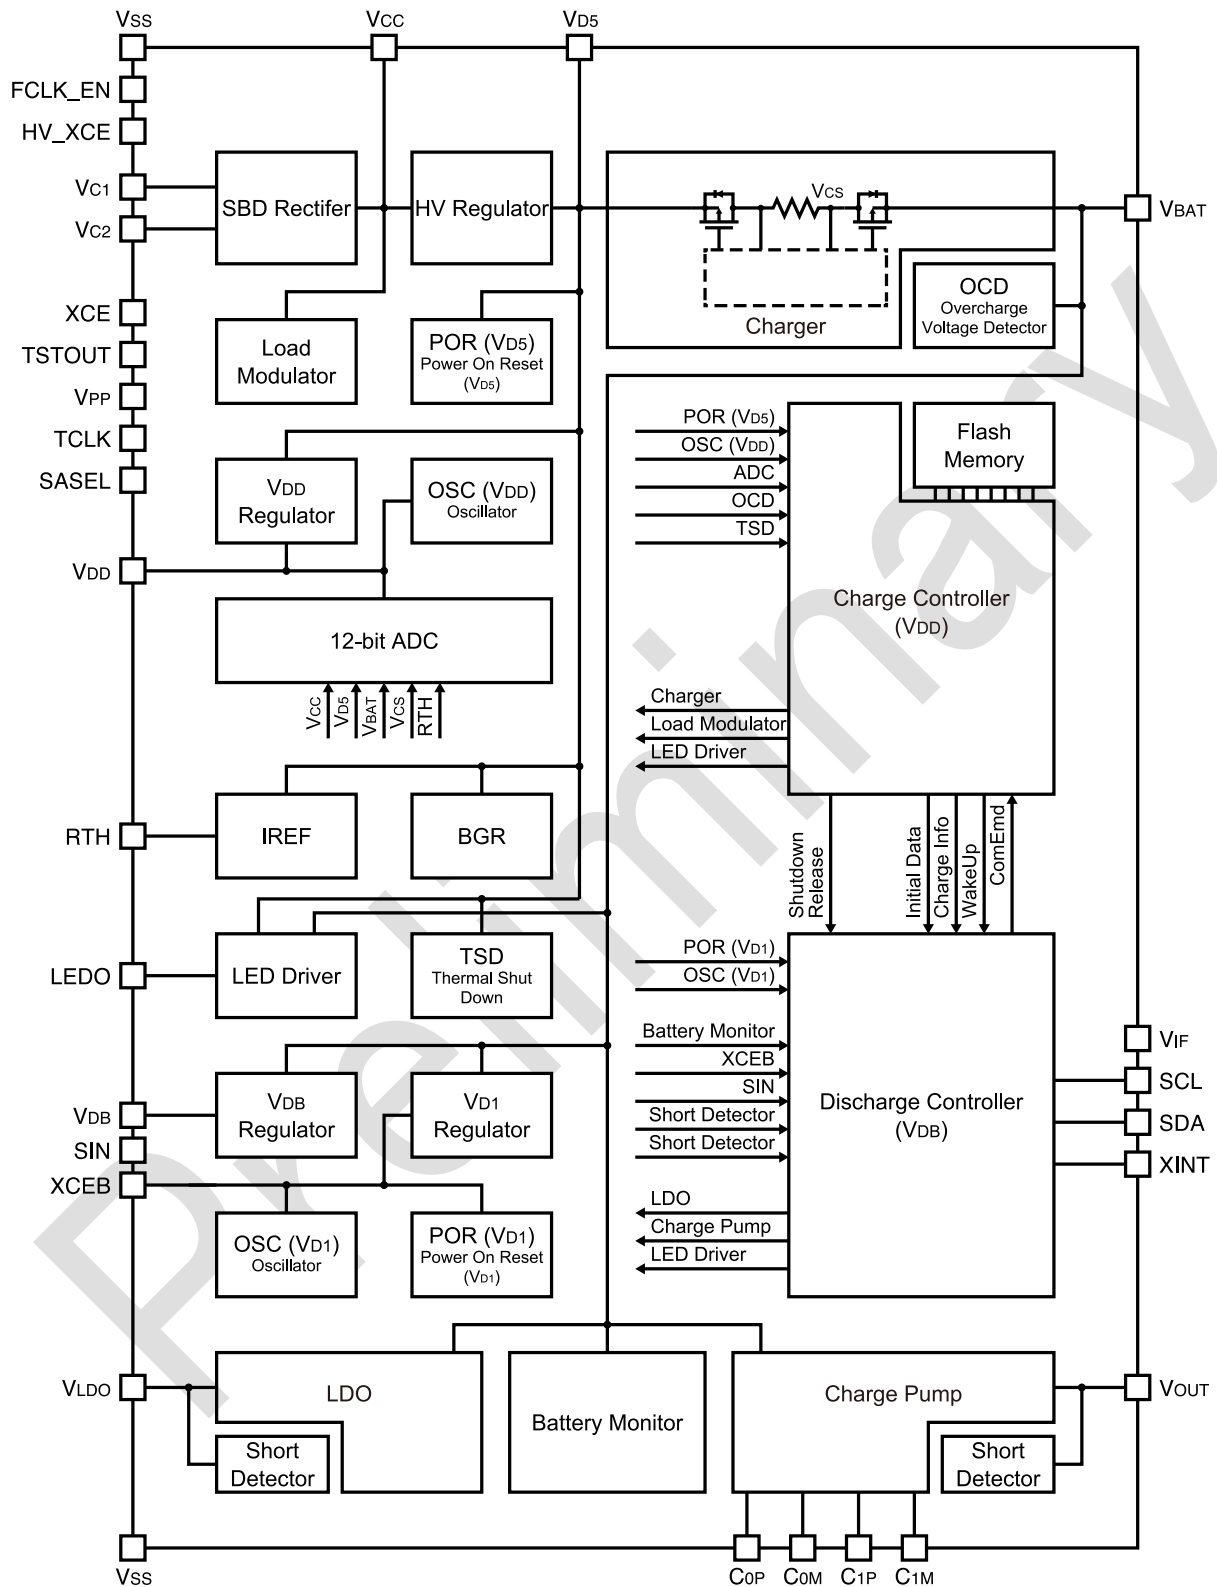 VSS
VCC
VD5
FCLK_EN
HV_XCE
VC1
VC2
SBD Rectifer
HV Regulator
VCS
VBAT
Charger
OCD
Overcharge
Voltage Detector
XCE
TSTOUT
VPP
TCLK
SASEL
Load
Modulator
POR (VD5)
Power On Reset
(VD5)
VDD
Regulator
OSC (VDD)
Oscillator
VDD
12-bit ADC
VCC
VD5
VBAT
VCS
RTH
POR (VD5)
OSC (VDD)
ADC
OCD
TSD
Flash
Memory
Charge Controller
(VDD)
Charger
Load Modulator
LED Driver
RTH
IREF
BGR
Shutdown
Release
Initial Data
Charge Info
WakeUp
ComEmd
LEDO
LED Driver
TSD
Thermal Shut
Down
POR (VD1)
OSC (VD1)
Battery Monitor
XCEB
SIN
Short Detector
Short Detector
Discharge Controller
(VDB)
LDO
Charge Pump
LED Driver
VIF
SCL
SDA
XINT
VDB
SIN
XCEB
VDB
Regulator
VD1
Regulator
OSC (VD1)
Oscillator
POR (VD1)
Power On Reset
(VD1)
VLDO
LDO
Short
Detector
Battery Monitor
Charge Pump
Short
Detector
VOUT
VSS
C0P
C0M
C1P
C1M
Preliminary